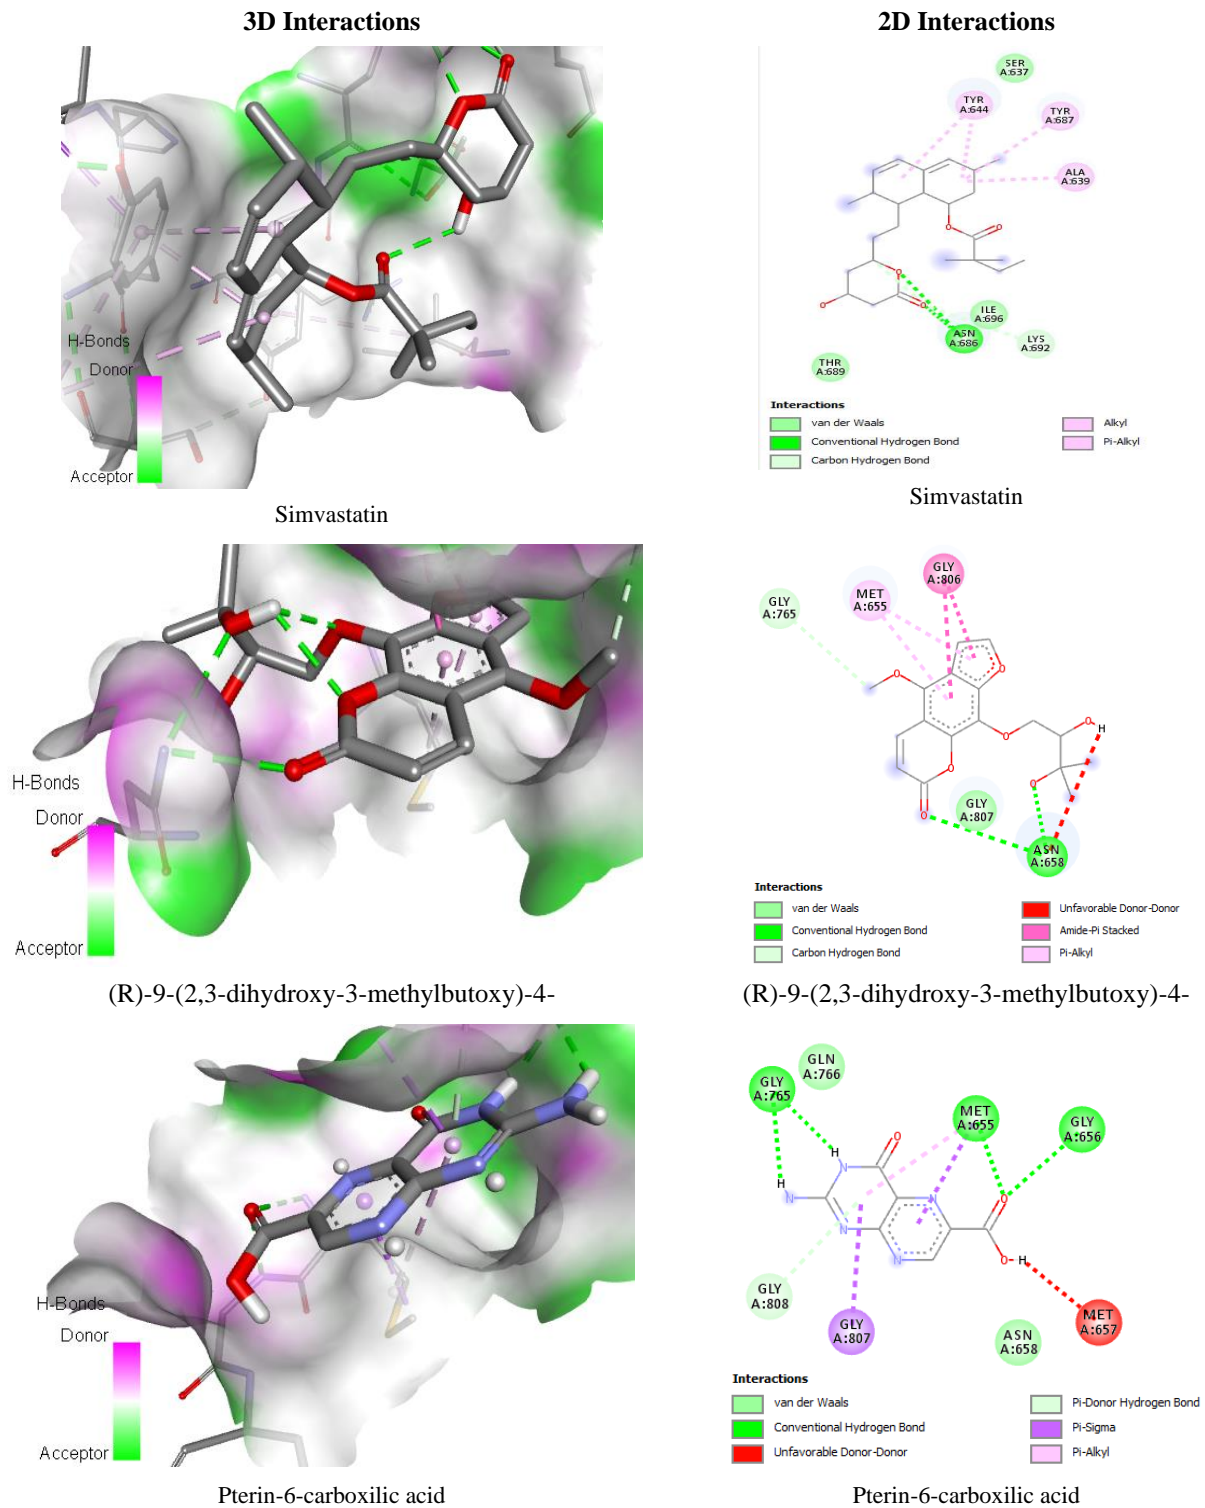 3D Interactions
2D Interactions
H-Bonds
Donor
Acceptor
SER
A:637
TYR
A:644
TYR
A:687
ALA
A:639
O
O
O
O
O
ILE
A:696
ASN
A:686
LYS
A:692
THR
A:689
Interactions
van der Waals
Conventional Hydrogen Bond
Carbon Hydrogen Bond
Alkyl
Pi-Alkyl
Simvastatin
Simvastatin
H-Bonds
Donor
Acceptor
GLY
A:806
MET
A:655
GLY
A:765
O
O
O
O
H
O
O
O
GLY
A:807
ASN
A:658
Interactions
van der Waals
Conventional Hydrogen Bond
Carbon Hydrogen Bond
Unfavorable Donor-Donor
Amide-Pi Stacked
Pi-Alkyl
(R)-9-(2,3-dihydroxy-3-methylbutoxy)-4-
(R)-9-(2,3-dihydroxy-3-methylbutoxy)-4-
H-Bonds
Donor
Acceptor
GLN
A:766
GLY
A:765
MET
A:655
GLY
A:656
H
N
O
H
N
N
N
N
O
O
H
GLY
A:808
GLY
A:807
ASN
A:658
MET
A:657
Interactions
van der Waals
Conventional Hydrogen Bond
Unfavorable Donor-Donor
Pi-Donor Hydrogen Bond
Pi-Sigma
Pi-Alkyl
Pterin-6-carboxilic acid
Pterin-6-carboxilic acid